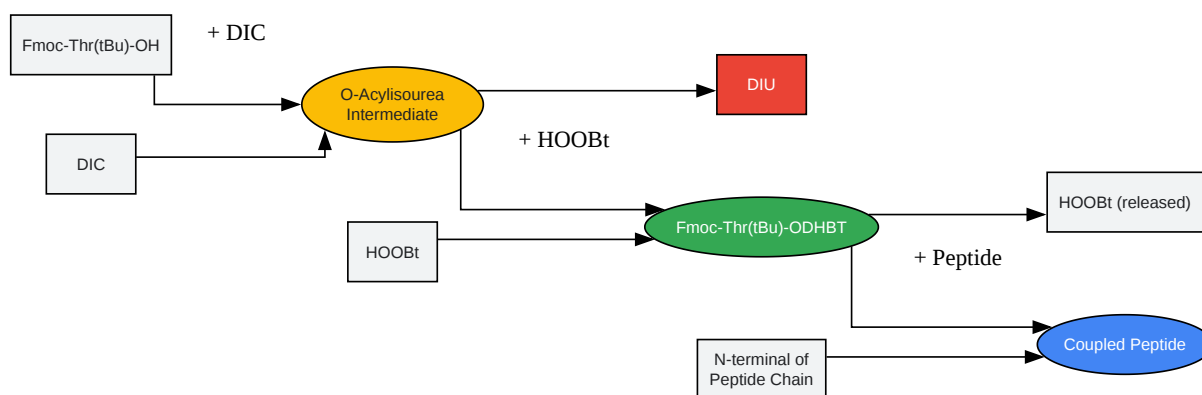 Fmoc-Thr(tBu)-OH
+ DIC
O-Acylisourea
Intermediate
DIU
+ HOOBt
DIC
HOOBt (released)
Fmoc-Thr(tBu)-ODHBT
HOOBt
+ Peptide
Coupled Peptide
N-terminal of
Peptide Chain